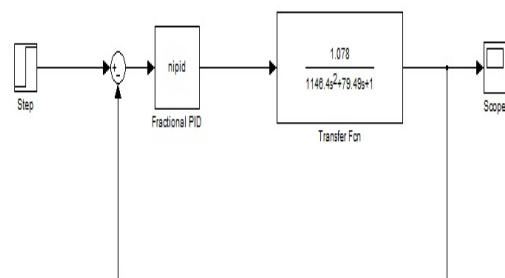 Step
+
−
nipid
Fractional PID
1.078
1146.4s²+79.49s+1
Transfer Fcn
Scope